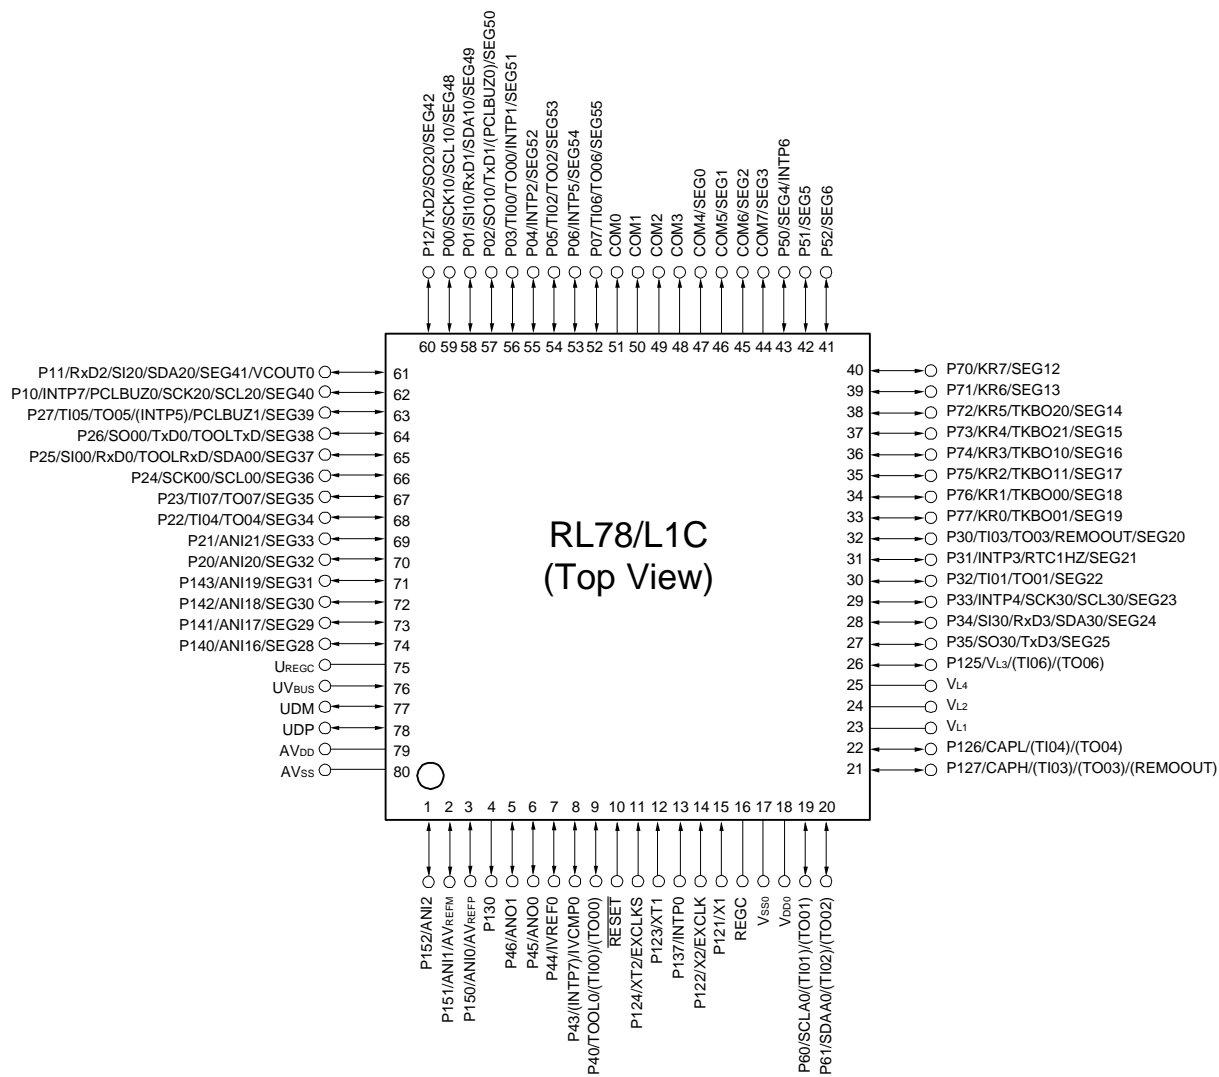 P12/TxD2/SO20/SEG42
P00/SCK10/SCL10/SEG48
P01/SI10/RxD1/SDA10/SEG49
P02/SO10/TxD1/(PCLBUZ0)/SEG50
P03/TI00/TO00/INTP1/SEG51
P04/INTP2/SEG52
P05/TI02/TO02/SEG53
P06/INTP5/SEG54
P07/TI06/TO06/SEG55
COM0
COM1
COM2
COM3
COM4/SEG0
COM5/SEG1
COM6/SEG2
COM7/SEG3
P50/SEG4/INTP6
P51/SEG5
P52/SEG6
60 59 58 57 56 55 54 53 52 51 50 49 48 47 46 45 44 43 42 41
P11/RxD2/SI20/SDA20/SEG41/VCOUT0 61
P10/INTP7/PCLBUZ0/SCK20/SCL20/SEG40 62
P27/TI05/TO05/(INTP5)/PCLBUZ1/SEG39 63
P26/SO00/TxD0/TOOLTxD/SEG38 64
P25/SI00/RxD0/TOOLRxD/SDA00/SEG37 65
P24/SCK00/SCL00/SEG36 66
P23/TI07/TO07/SEG35 67
P22/TI04/TO04/SEG34 68
P21/ANI21/SEG33 69
P20/ANI20/SEG32 70
P143/ANI19/SEG31 71
P142/ANI18/SEG30 72
P141/ANI17/SEG29 73
P140/ANI16/SEG28 74
UREGC 75
UVBUS 76
UDM 77
UDP 78
AVDD 79
AVSS 80
RL78/L1C
(Top View)
40 P70/KR7/SEG12
39 P71/KR6/SEG13
38 P72/KR5/TKBO20/SEG14
37 P73/KR4/TKBO21/SEG15
36 P74/KR3/TKBO10/SEG16
35 P75/KR2/TKBO11/SEG17
34 P76/KR1/TKBO00/SEG18
33 P77/KR0/TKBO01/SEG19
32 P30/TI03/TO03/REMOOUT/SEG20
31 P31/INTP3/RTC1HZ/SEG21
30 P32/TI01/TO01/SEG22
29 P33/INTP4/SCK30/SCL30/SEG23
28 P34/SI30/RxD3/SDA30/SEG24
27 P35/SO30/TxD3/SEG25
26 P125/VL3/(TI06)/(TO06)
25 VL4
24 VL2
23 VL1
22 P126/CAPL/(TI04)/(TO04)
21 P127/CAPH/(TI03)/(TO03)/(REMOOUT)
1 2 3 4 5 6 7 8 9 10 11 12 13 14 15 16 17 18 19 20
P152/ANI2
P151/ANI1/AVREFM
P150/ANI0/AVREFP
P130
P46/ANO1
P45/ANO0
P44/IVREF0
P43/(INTP7)/IVCMP0
P40/TOOL0/(TI00)/(TO00)
RESET
P124/XT2/EXCLKS
P123/XT1
P137/INTP0
P122/X2/EXCLK
P121/X1
REGC
VSS0
VDD0
P60/SCLA0/(TI01)/(TO01)
P61/SDAA0/(TI02)/(TO02)